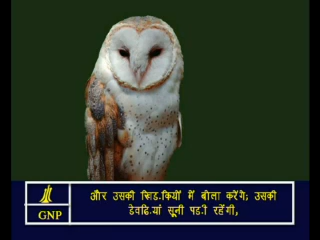 और उसकी खिड़कियों में बोला करेंगे; उसकी
डेवढ़ियां सूनी पड़ी रहेंगी,
GNP